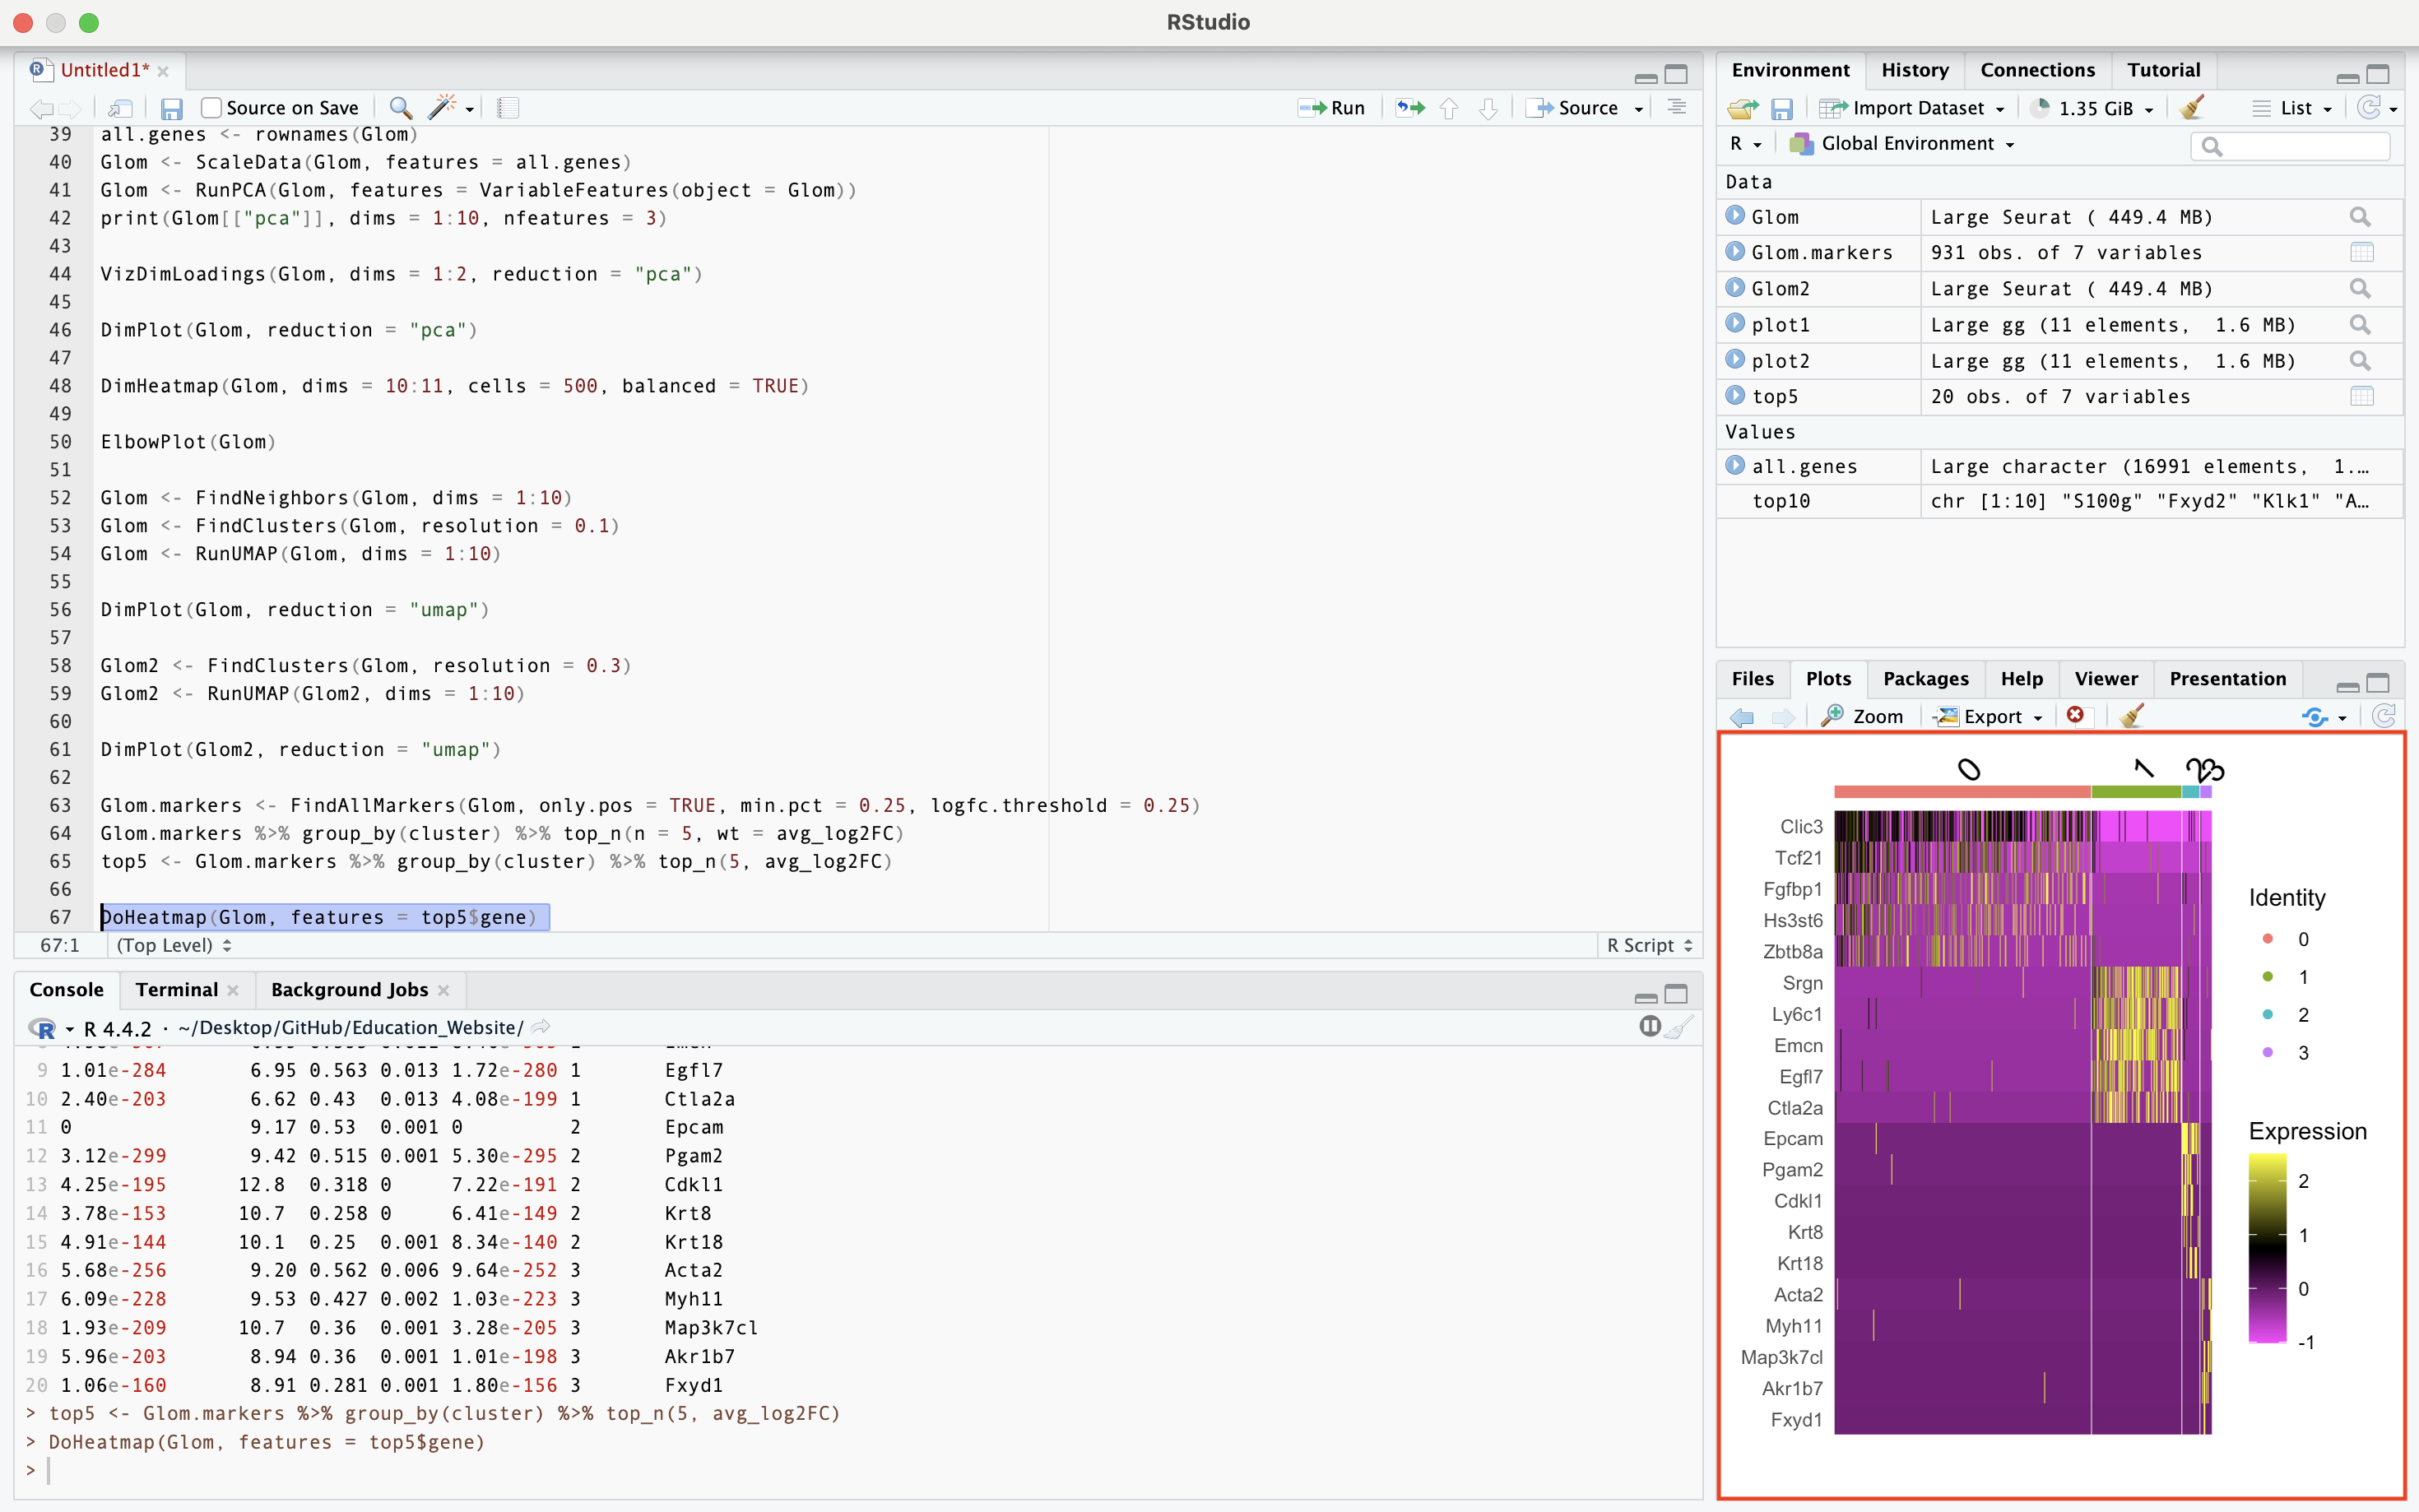 RStudio
Untitled1*
Source on Save
Run
Source
39 all.genes <- rownames(Glom)
40 Glom <- ScaleData(Glom, features = all.genes)
41 Glom <- RunPCA(Glom, features = VariableFeatures(object = Glom))
42 print(Glom[["pca"]], dims = 1:10, nfeatures = 3)
43
44 VizDimLoadings(Glom, dims = 1:2, reduction = "pca")
45
46 DimPlot(Glom, reduction = "pca")
47
48 DimHeatmap(Glom, dims = 10:11, cells = 500, balanced = TRUE)
49
50 ElbowPlot(Glom)
51
52 Glom <- FindNeighbors(Glom, dims = 1:10)
53 Glom <- FindClusters(Glom, resolution = 0.1)
54 Glom <- RunUMAP(Glom, dims = 1:10)
55
56 DimPlot(Glom, reduction = "umap")
57
58 Glom2 <- FindClusters(Glom, resolution = 0.3)
59 Glom2 <- RunUMAP(Glom2, dims = 1:10)
60
61 DimPlot(Glom2, reduction = "umap")
62
63 Glom.markers <- FindAllMarkers(Glom, only.pos = TRUE, min.pct = 0.25, logfc.threshold = 0.25)
64 Glom.markers %>% group_by(cluster) %>% top_n(n = 5, wt = avg_log2FC)
65 top5 <- Glom.markers %>% group_by(cluster) %>% top_n(5, avg_log2FC)
66
67 DoHeatmap(Glom, features = top5$gene)
67:1 (Top Level) R Script
Console Terminal Background Jobs
R 4.4.2 · ~/Desktop/GitHub/Education_Website/
9 1.01e-284 6.95 0.563 0.013 1.72e-280 1 Egfl7
10 2.40e-203 6.62 0.43 0.013 4.08e-199 1 Ctla2a
11 0 9.17 0.53 0.001 0 2 Epcam
12 3.12e-299 9.42 0.515 0.001 5.30e-295 2 Pgam2
13 4.25e-195 12.8 0.318 0 7.22e-191 2 Cdkl1
14 3.78e-153 10.7 0.258 0 6.41e-149 2 Krt8
15 4.91e-144 10.1 0.25 0.001 8.34e-140 2 Krt18
16 5.68e-256 9.20 0.562 0.006 9.64e-252 3 Acta2
17 6.09e-228 9.53 0.427 0.002 1.03e-223 3 Myh11
18 1.93e-209 10.7 0.36 0.001 3.28e-205 3 Map3k7cl
19 5.96e-203 8.94 0.36 0.001 1.01e-198 3 Akr1b7
20 1.06e-160 8.91 0.281 0.001 1.80e-156 3 Fxyd1
> top5 <- Glom.markers %>% group_by(cluster) %>% top_n(5, avg_log2FC)
> DoHeatmap(Glom, features = top5$gene)
>
Environment History Connections Tutorial
Import Dataset 1.35 GiB List
R Global Environment
Data
Glom Large Seurat ( 449.4 MB)
Glom.markers 931 obs. of 7 variables
Glom2 Large Seurat ( 449.4 MB)
plot1 Large gg (11 elements, 1.6 MB)
plot2 Large gg (11 elements, 1.6 MB)
top5 20 obs. of 7 variables
Values
all.genes Large character (16991 elements, 1.…
top10 chr [1:10] "S100g" "Fxyd2" "Klk1" "A…
Files Plots Packages Help Viewer Presentation
Zoom Export
0 1 2 3
Clic3
Tcf21
Fgfbp1
Hs3st6
Zbtb8a
Srgn
Ly6c1
Emcn
Egfl7
Ctla2a
Epcam
Pgam2
Cdkl1
Krt8
Krt18
Acta2
Myh11
Map3k7cl
Akr1b7
Fxyd1
Identity
0
1
2
3
Expression
2
1
0
-1